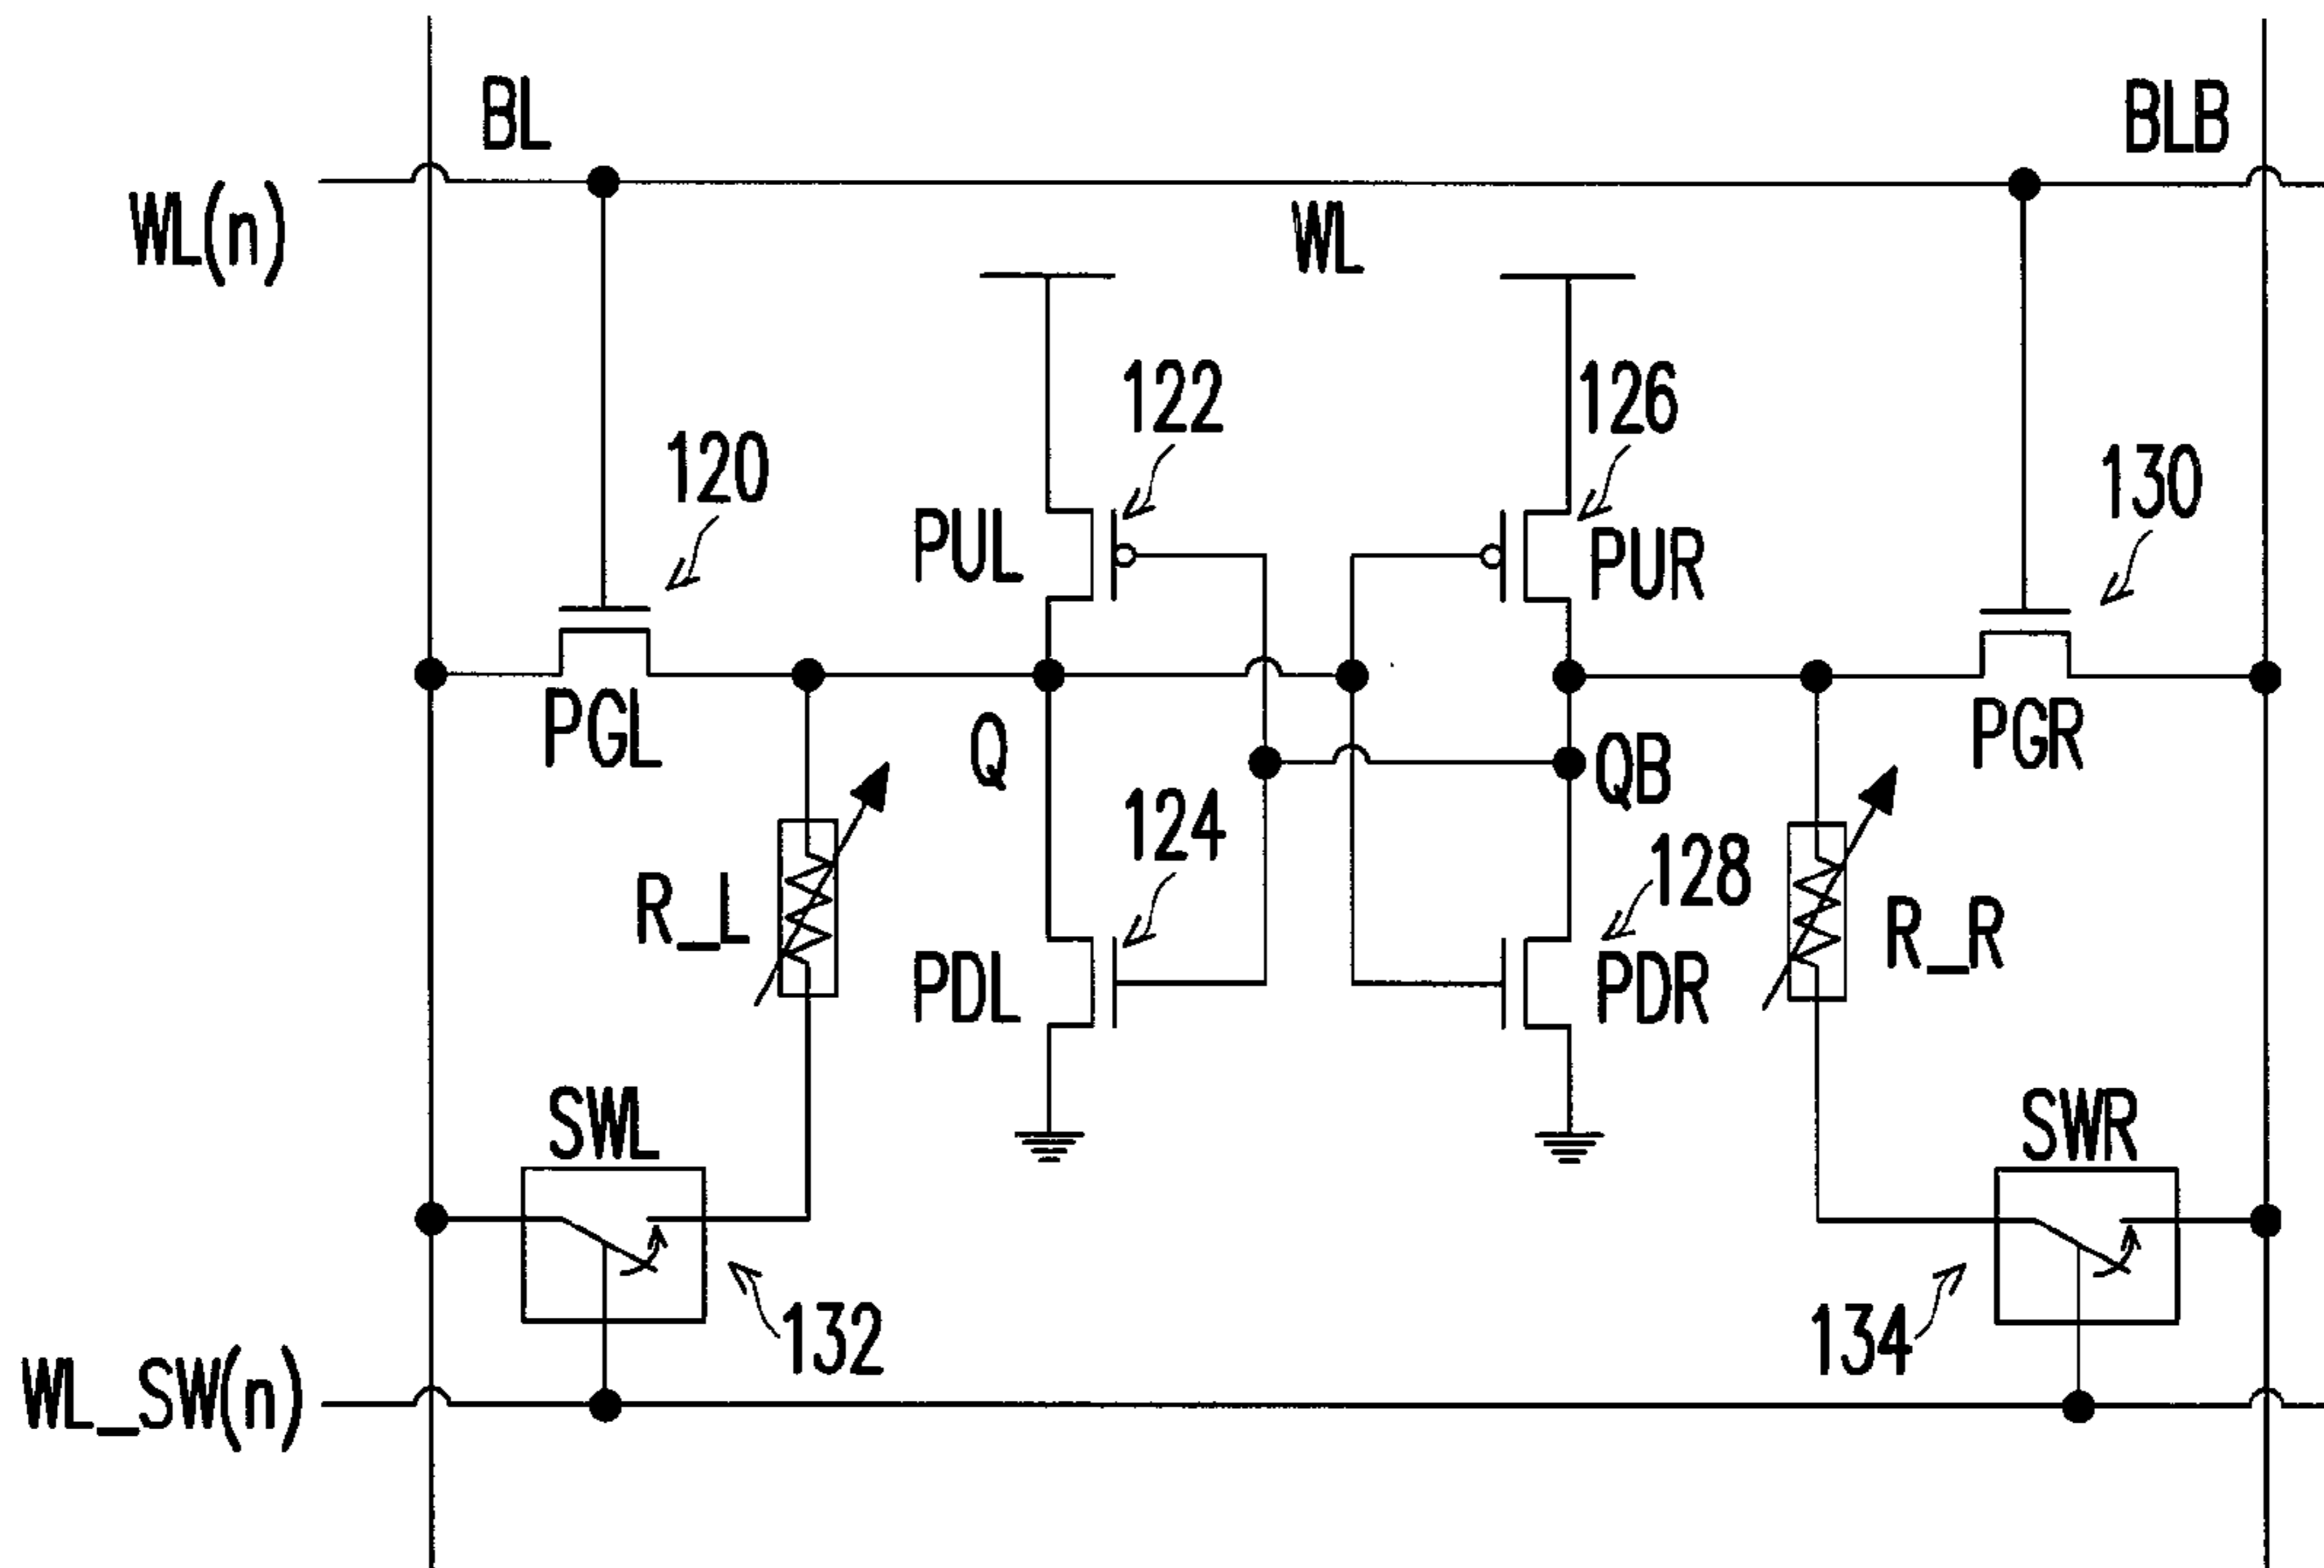 BL
BLB
WL(n)
WL
122
126
120
130
PUL
PUR
PGL
PGR
Q
QB
124
128
R_L
R_R
PDL
PDR
SWL
SWR
132
134
WL_SW(n)